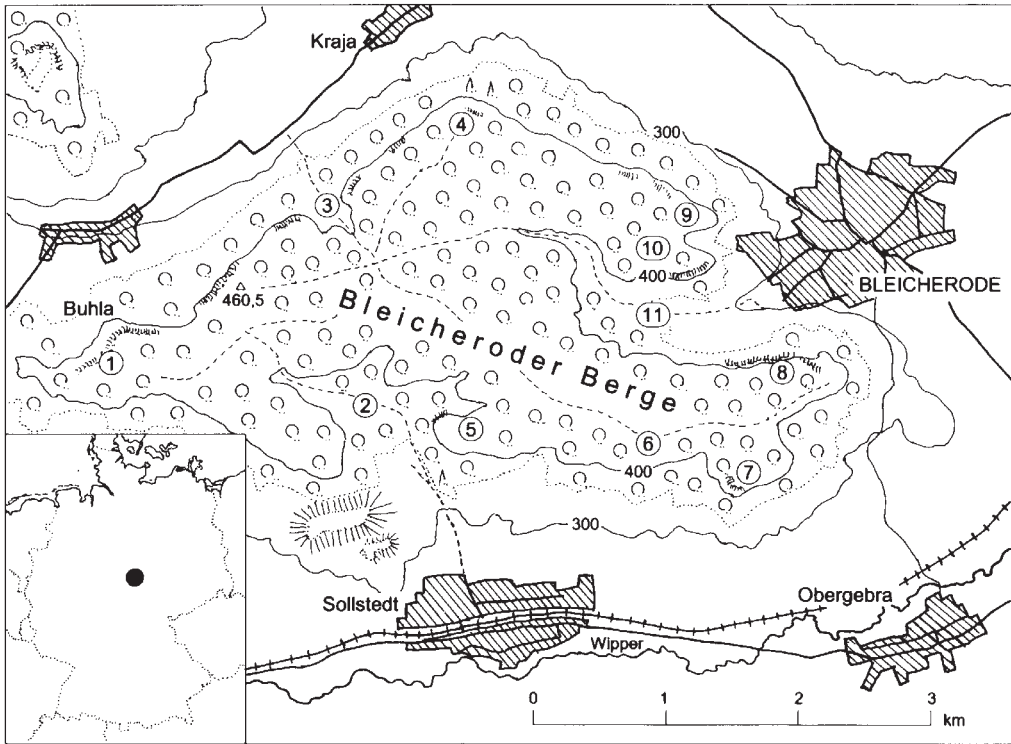 Kraja
4
300
3
9
10
400
BLEICHERODE
460,5
Buhla
11
Bleicheroder Berge
1
8
2
5
6
7
400
300
Sollstedt
Obergebra
Wipper
0 1 2 3
km